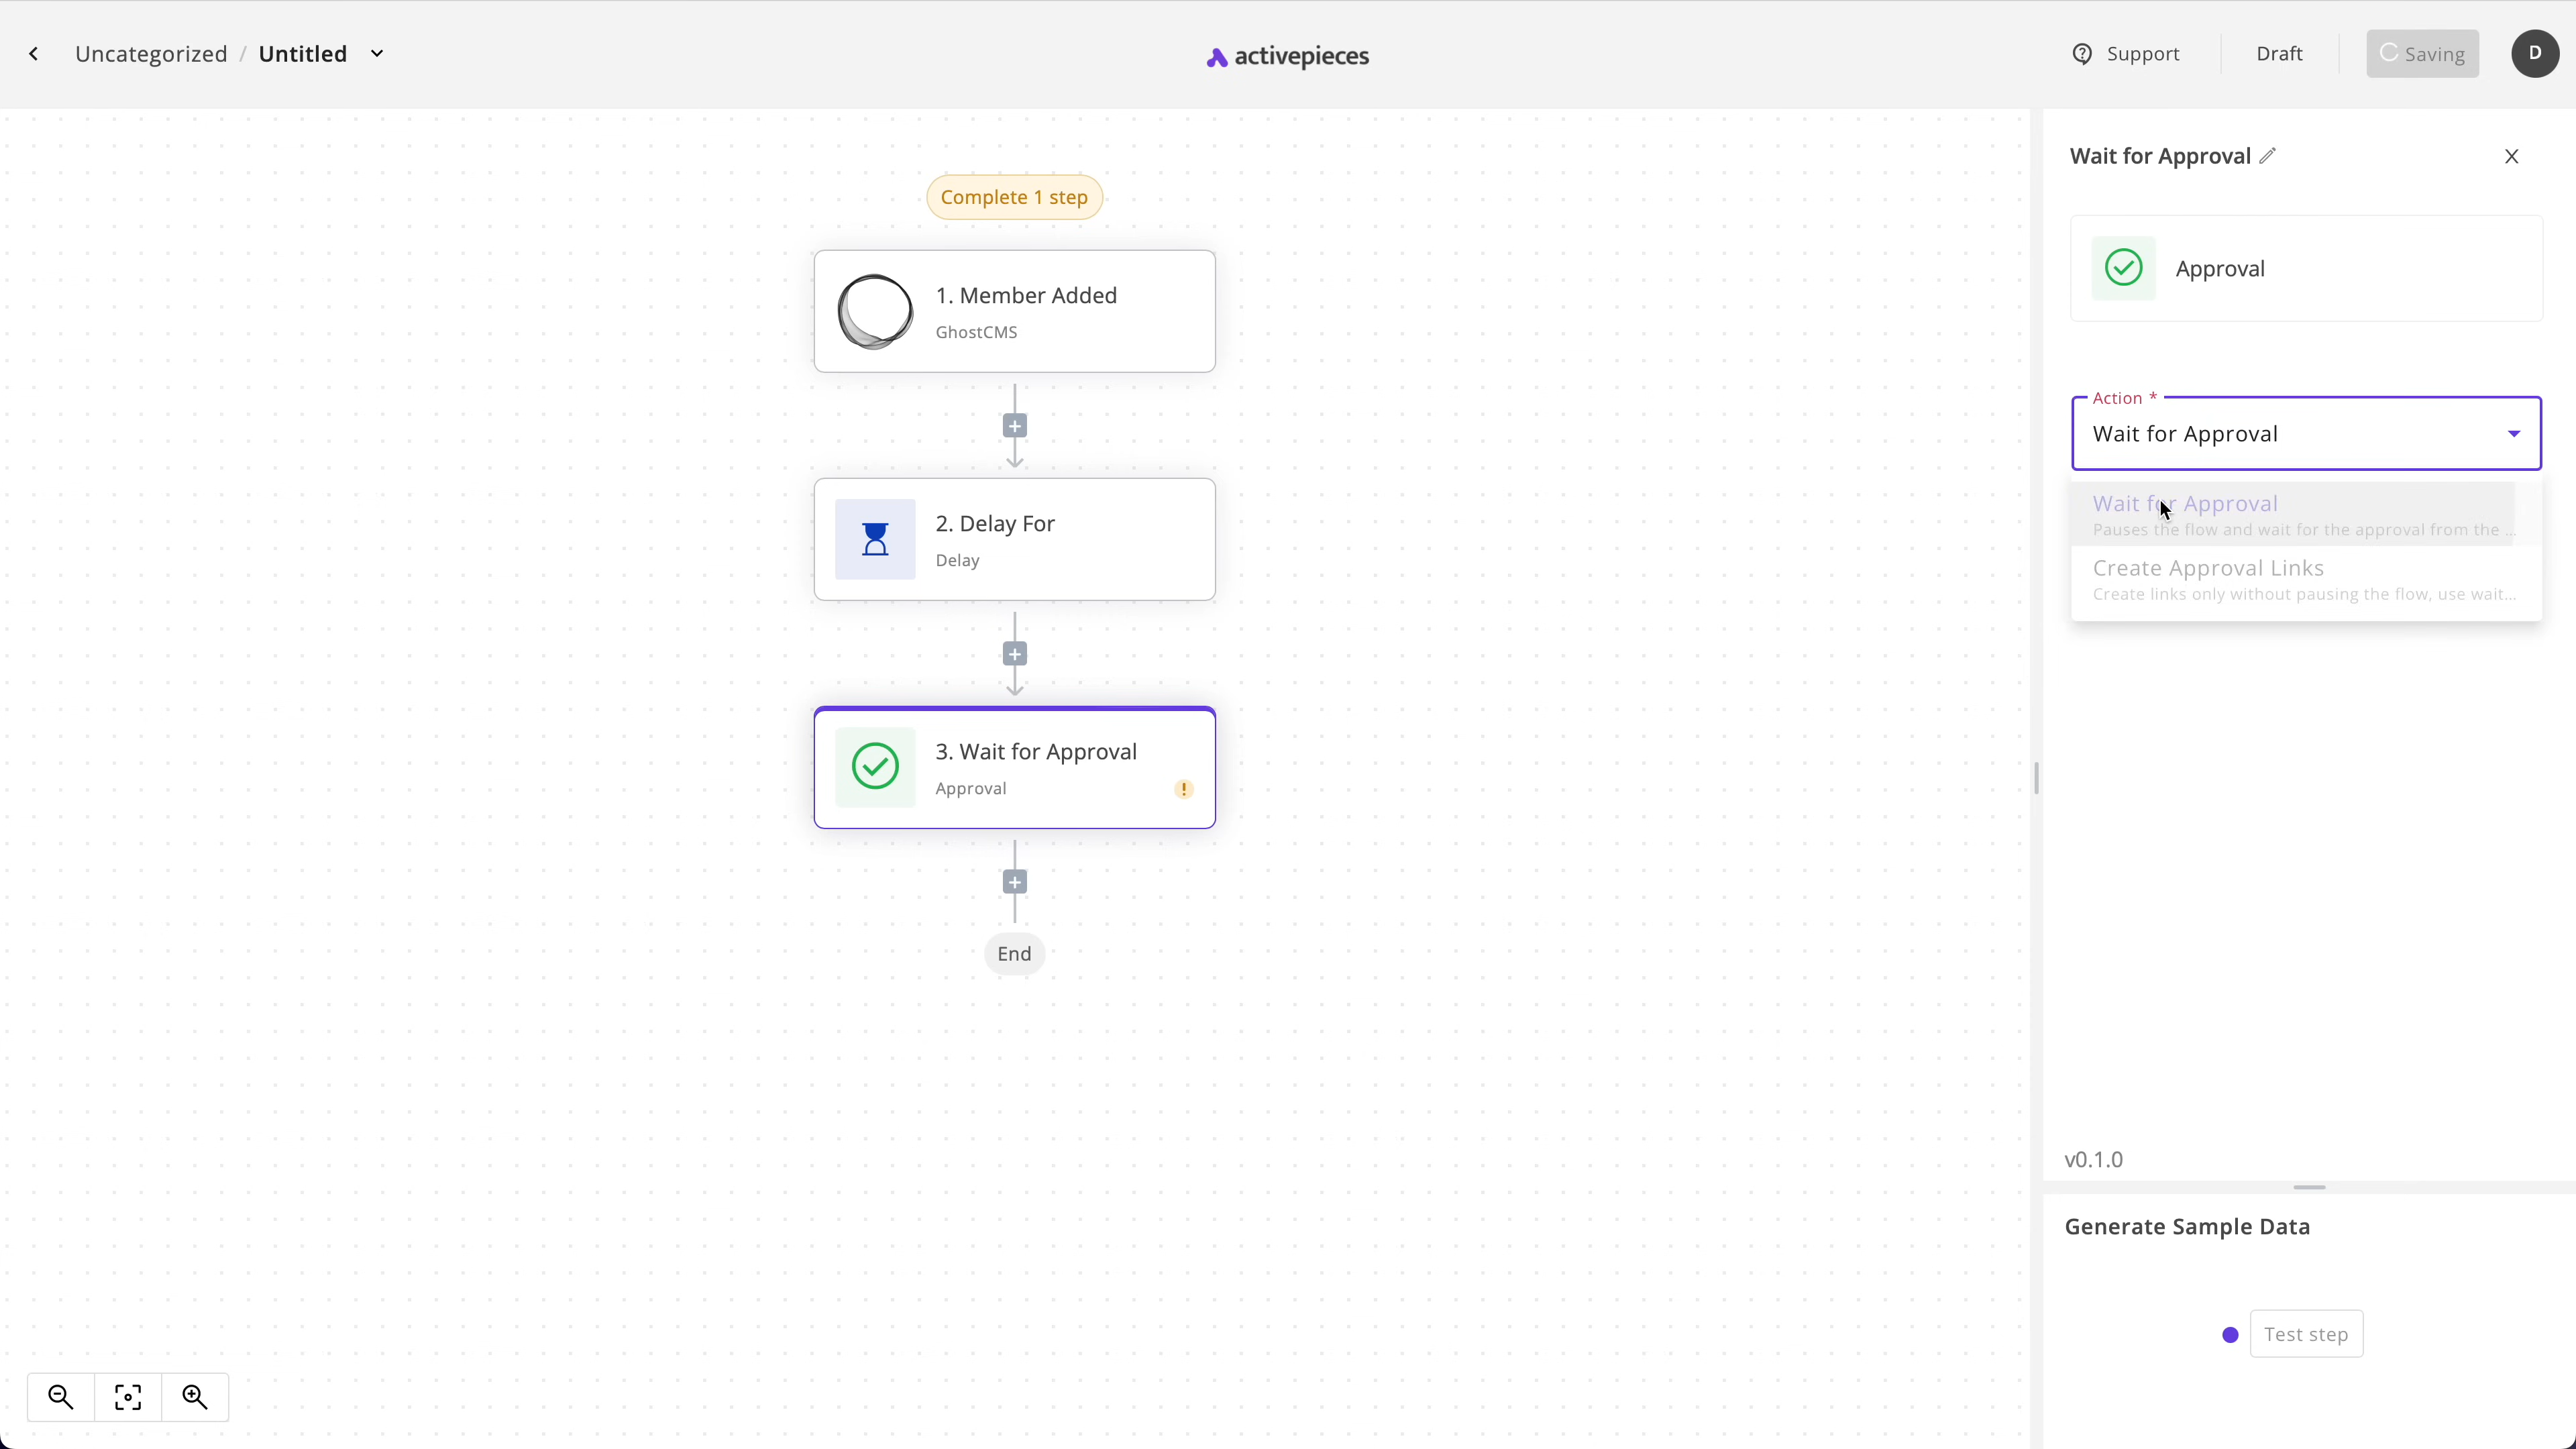 Uncategorized / Untitled
activepieces
Support
Draft
Saving
D
Complete 1 step
1. Member Added
GhostCMS
2. Delay For
Delay
3. Wait for Approval
Approval
!
End
Wait for Approval
Approval
Action *
Wait for Approval
Wait for Approval
Pauses the flow and wait for the approval from the ...
Create Approval Links
Create links only without pausing the flow, use wait...
v0.1.0
Generate Sample Data
Test step